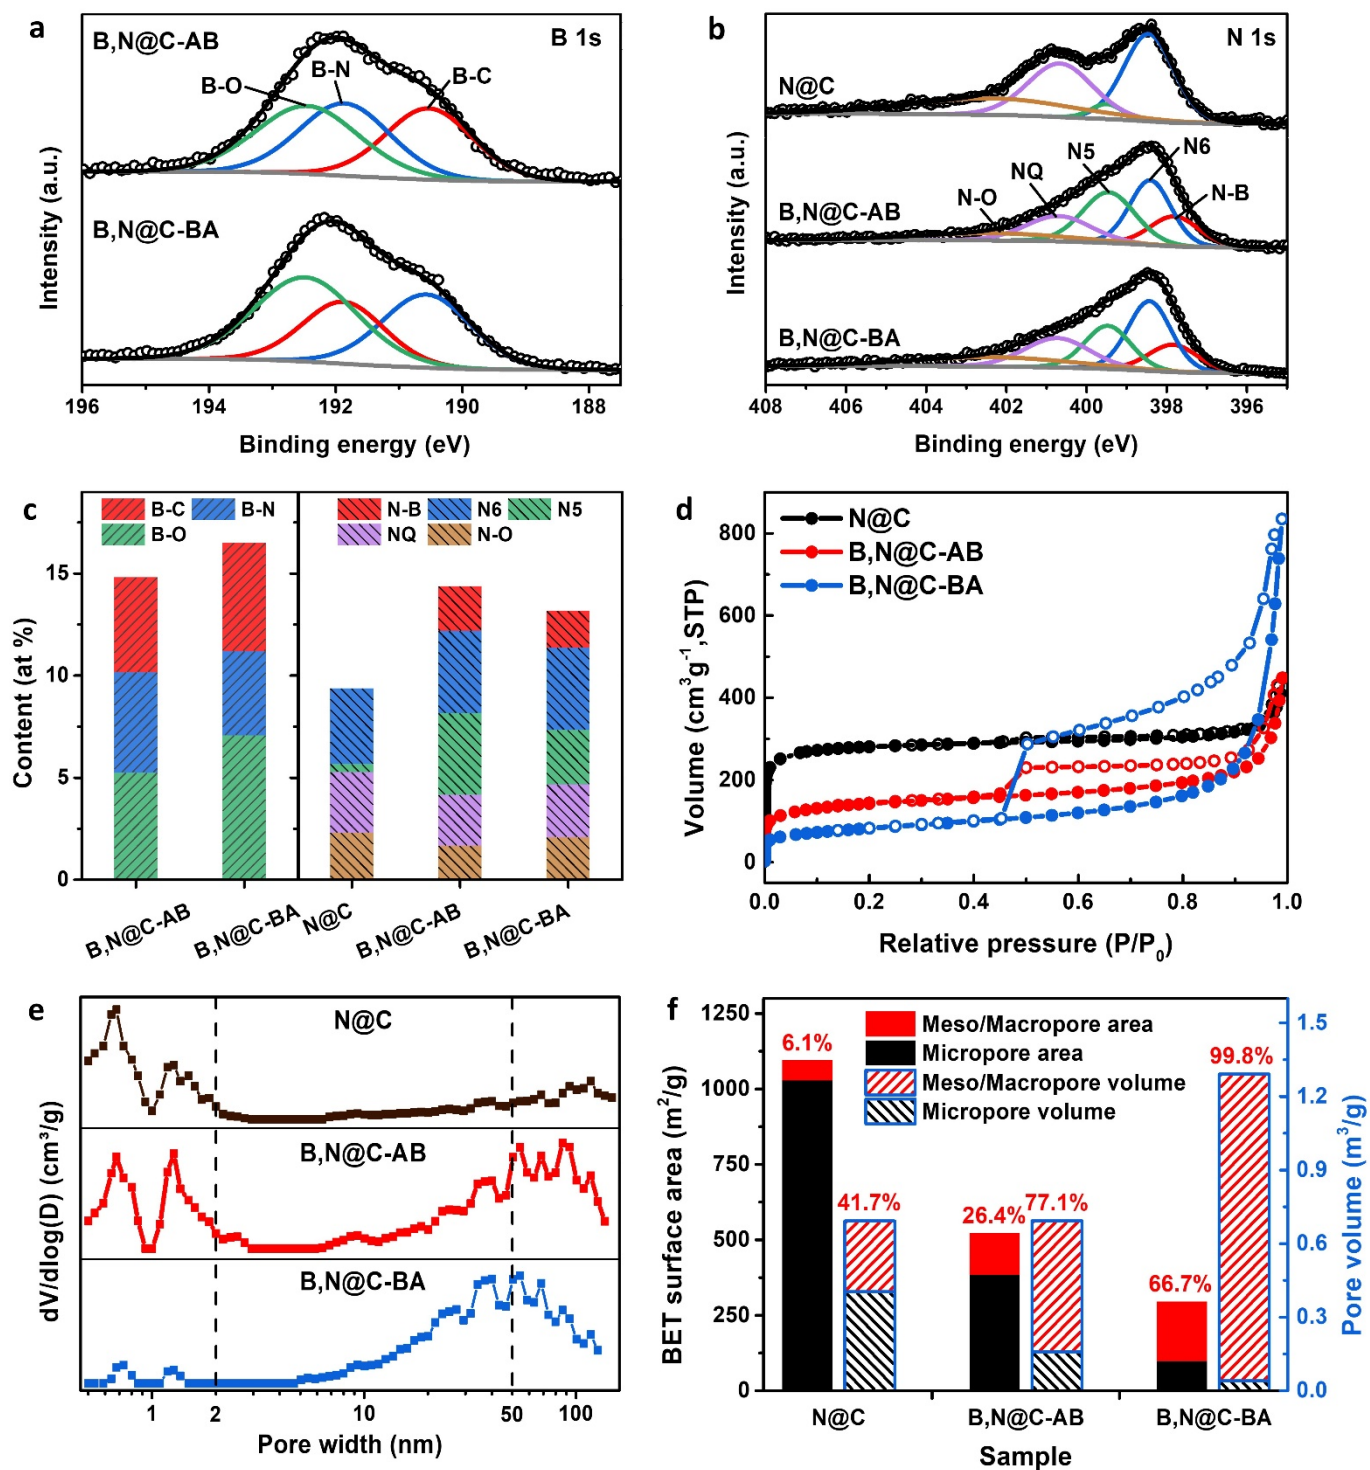 a
B,N@C-AB
B 1s
B-O
B-N
B-C
B,N@C-BA
Intensity (a.u.)
196 194 192 190 188
Binding energy (eV)
b
N 1s
N@C
N-O
NQ
N5
N6
N-B
B,N@C-AB
B,N@C-BA
Intensity (a.u.)
408 406 404 402 400 398 396
Binding energy (eV)
c
B-C B-N
B-O
N-B N6 N5
NQ N-O
Content (at %)
15
10
5
0
B,N@C-AB
B,N@C-BA
N@C
B,N@C-AB
B,N@C-BA
d
N@C
B,N@C-AB
B,N@C-BA
Volume (cm³g⁻¹,STP)
800
600
400
200
0
0.0 0.2 0.4 0.6 0.8 1.0
Relative pressure (P/P₀)
e
N@C
B,N@C-AB
B,N@C-BA
dV/dlog(D) (cm³/g)
1 2 10 50 100
Pore width (nm)
f
Meso/Macropore area
Micropore area
Meso/Macropore volume
Micropore volume
6.1%
41.7%
26.4%
77.1%
66.7%
99.8%
BET surface area (m²/g)
1250
1000
750
500
250
0
Pore volume (m³/g)
1.5
1.2
0.9
0.6
0.3
0.0
N@C B,N@C-AB B,N@C-BA
Sample